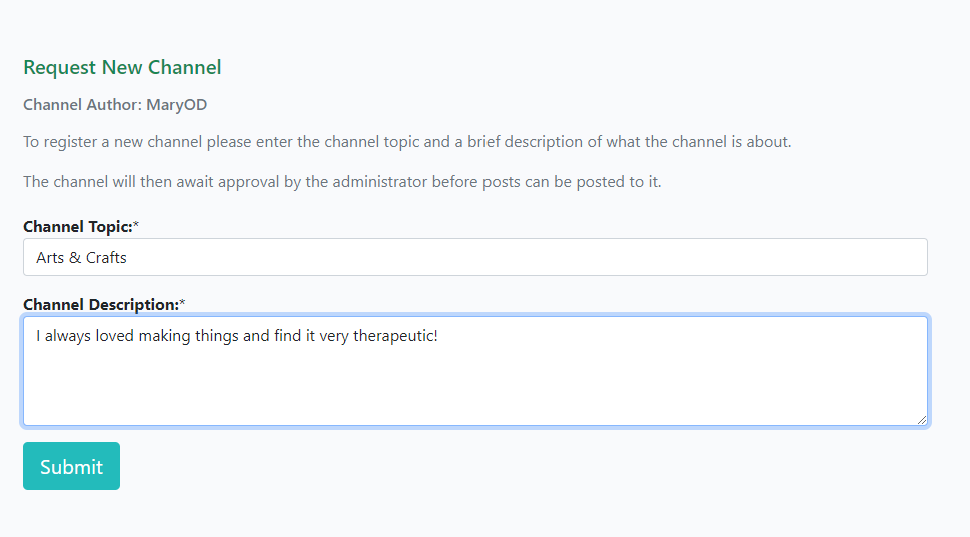 Request New Channel
Channel Author: MaryOD
To register a new channel please enter the channel topic and a brief description of what the channel is about.
The channel will then await approval by the administrator before posts can be posted to it.
Channel Topic:*
Arts & Crafts
Channel Description:*
I always loved making things and find it very therapeutic!
Submit